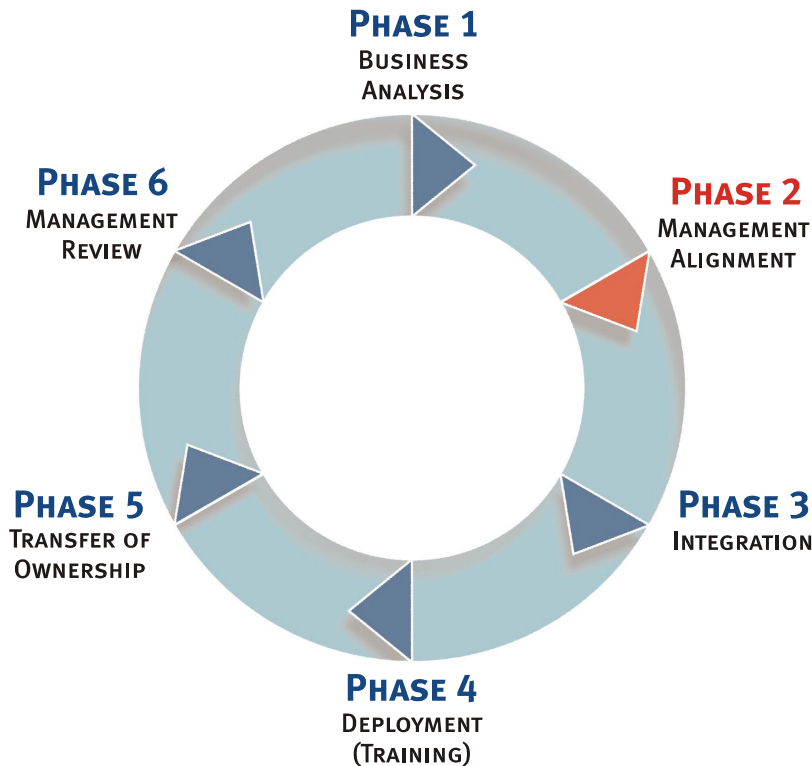 Phase 1
Business
Analysis
Phase 2
Management
Alignment
Phase 3
Integration
Phase 4
Deployment
(Training)
Phase 5
Transfer of
Ownership
Phase 6
Management
Review